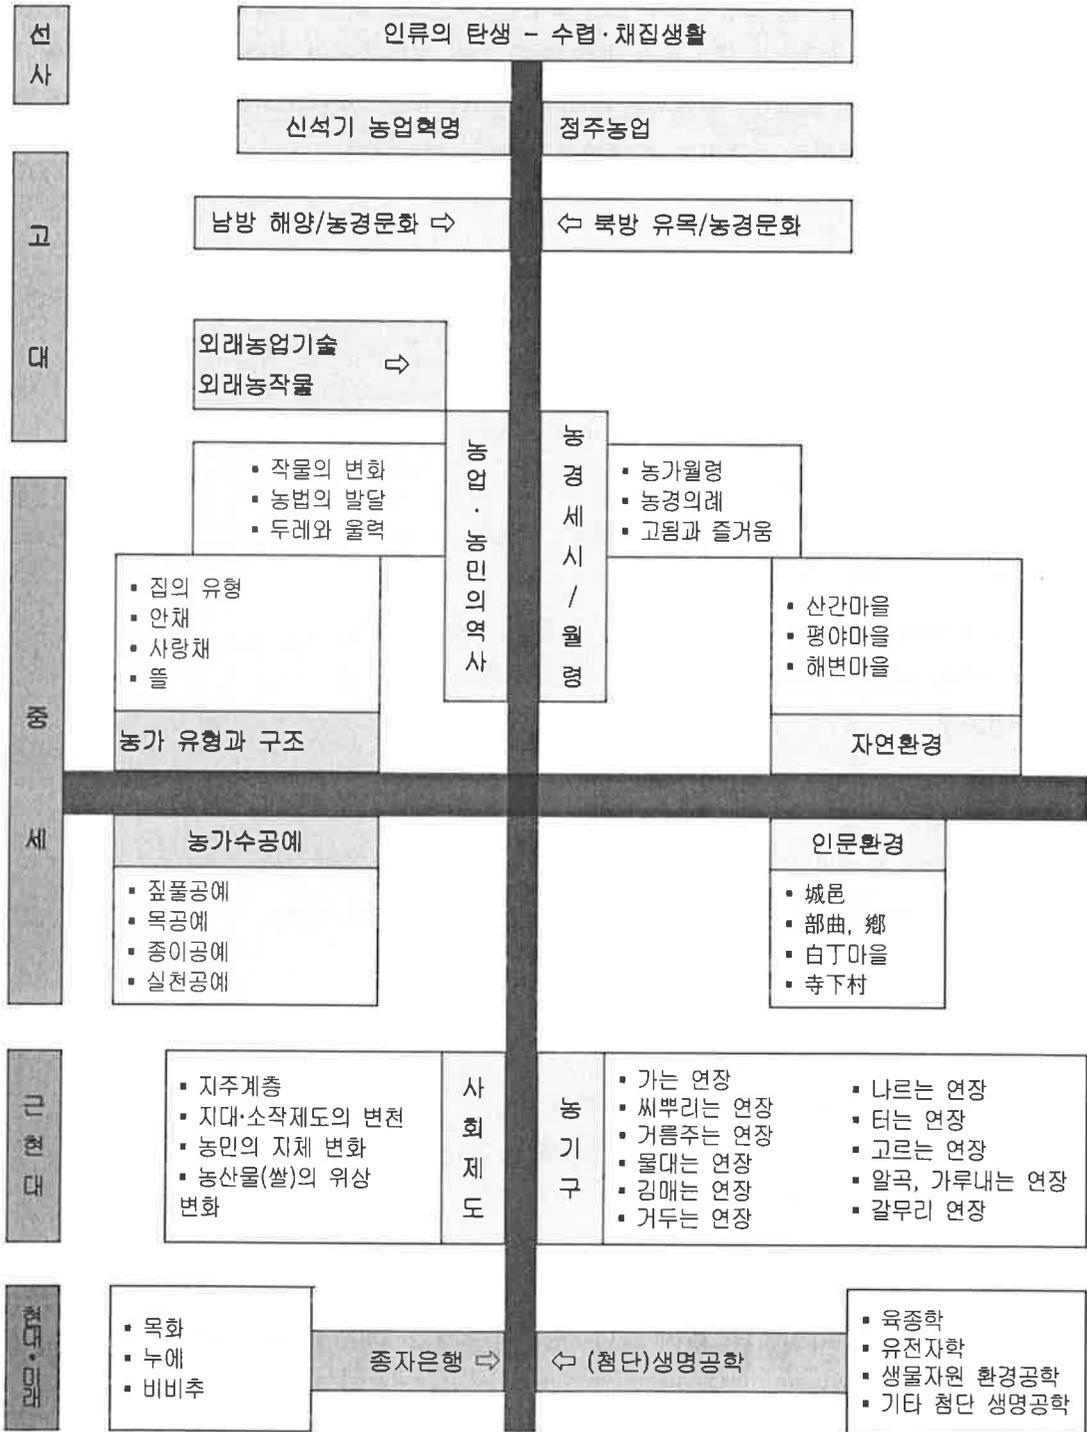 선사
인류의 탄생 - 수렵·채집생활
신석기 농업혁명
정주농업
고대
남방 해양/농경문화 ⇨
⇦ 북방 유목/농경문화
외래농업기술 ⇨
외래농작물
농업·농민의역사
농경세시/월령
▪ 작물의 변화
▪ 농법의 발달
▪ 두레와 울력
▪ 농가월령
▪ 농경의례
▪ 고됨과 즐거움
중세
▪ 집의 유형
▪ 안채
▪ 사랑채
▪ 뜰
농가 유형과 구조
▪ 산간마을
▪ 평야마을
▪ 해변마을
자연환경
농가수공예
▪ 짚풀공예
▪ 목공예
▪ 종이공예
▪ 실천공예
인문환경
▪ 城邑
▪ 部曲, 鄕
▪ 白丁마을
▪ 寺下村
근현대
▪ 지주계층
▪ 지대·소작제도의 변천
▪ 농민의 지체 변화
▪ 농산물(쌀)의 위상
변화
사회제도
농기구
▪ 가는 연장
▪ 씨뿌리는 연장
▪ 거름주는 연장
▪ 물대는 연장
▪ 김매는 연장
▪ 거두는 연장
▪ 나르는 연장
▪ 터는 연장
▪ 고르는 연장
▪ 알곡, 가루내는 연장
▪ 갈무리 연장
현대·미래
▪ 목화
▪ 누에
▪ 비비추
종자은행 ⇨
⇦ (첨단)생명공학
▪ 육종학
▪ 유전자학
▪ 생물자원 환경공학
▪ 기타 첨단 생명공학